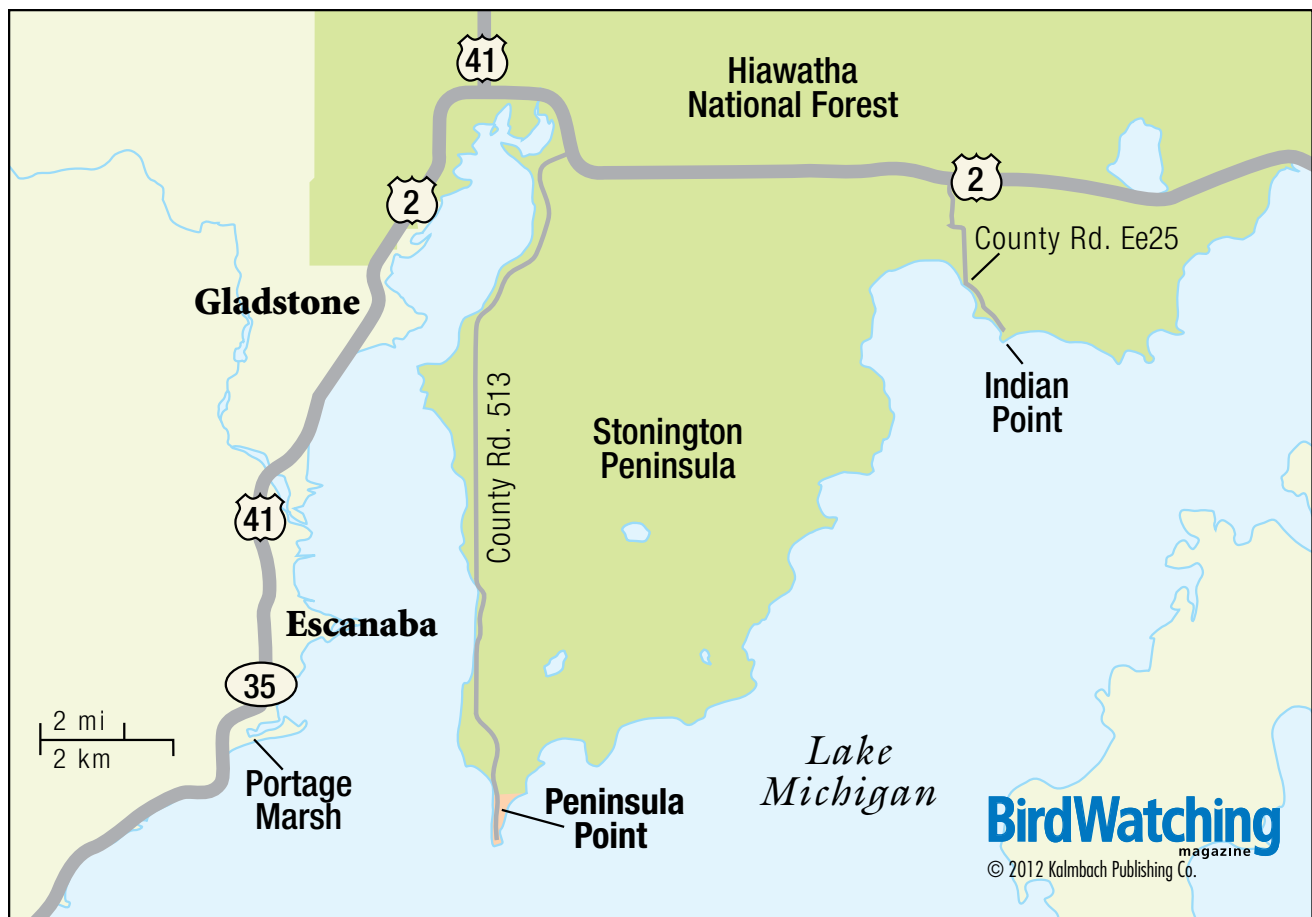 41
Hiawatha
National Forest
2
2
County Rd. Ee25
Gladstone
Indian
Point
County Rd. 513
Stonington
Peninsula
41
Escanaba
35
2 mi
2 km
Portage
Marsh
Peninsula
Point
Lake
Michigan
BirdWatching
magazine
© 2012 Kalmbach Publishing Co.